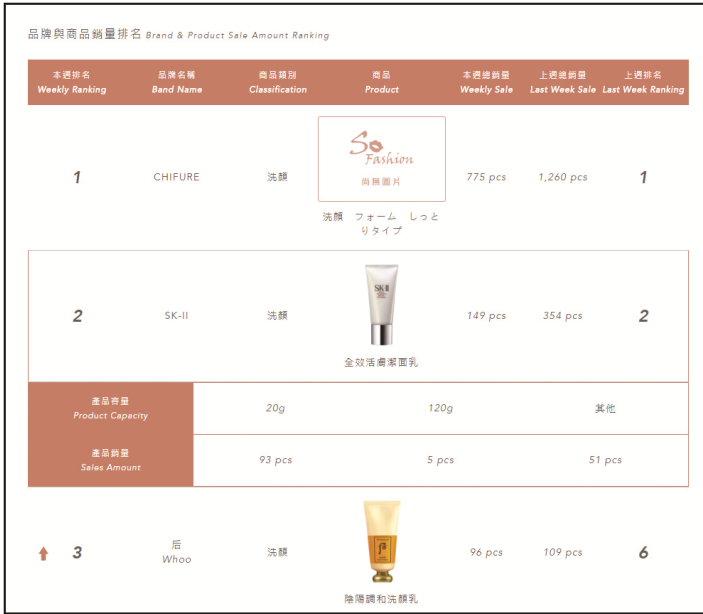 品牌與商品銷量排名 Brand & Product Sale Amount Ranking
本週排名 品牌名稱 商品類別 商品 本週總銷量 上週總銷量 上週排名
Weekly Ranking Band Name Classification Product Weekly Sale Last Week Sale Last Week Ranking
So
Fashion
尚無圖片
1 CHIFURE 洗顏 775 pcs 1,260 pcs 1
洗顏 フォーム しっと
りタイプ
SK-II
2 SK-II 洗顏 149 pcs 354 pcs 2
全效活膚潔面乳
產品容量
Product Capacity
20g 120g 其他
產品銷量
Sales Amount
93 pcs 5 pcs 51 pcs
3 后 洗顏 96 pcs 109 pcs 6
Whoo
陰陽調和洗顏乳